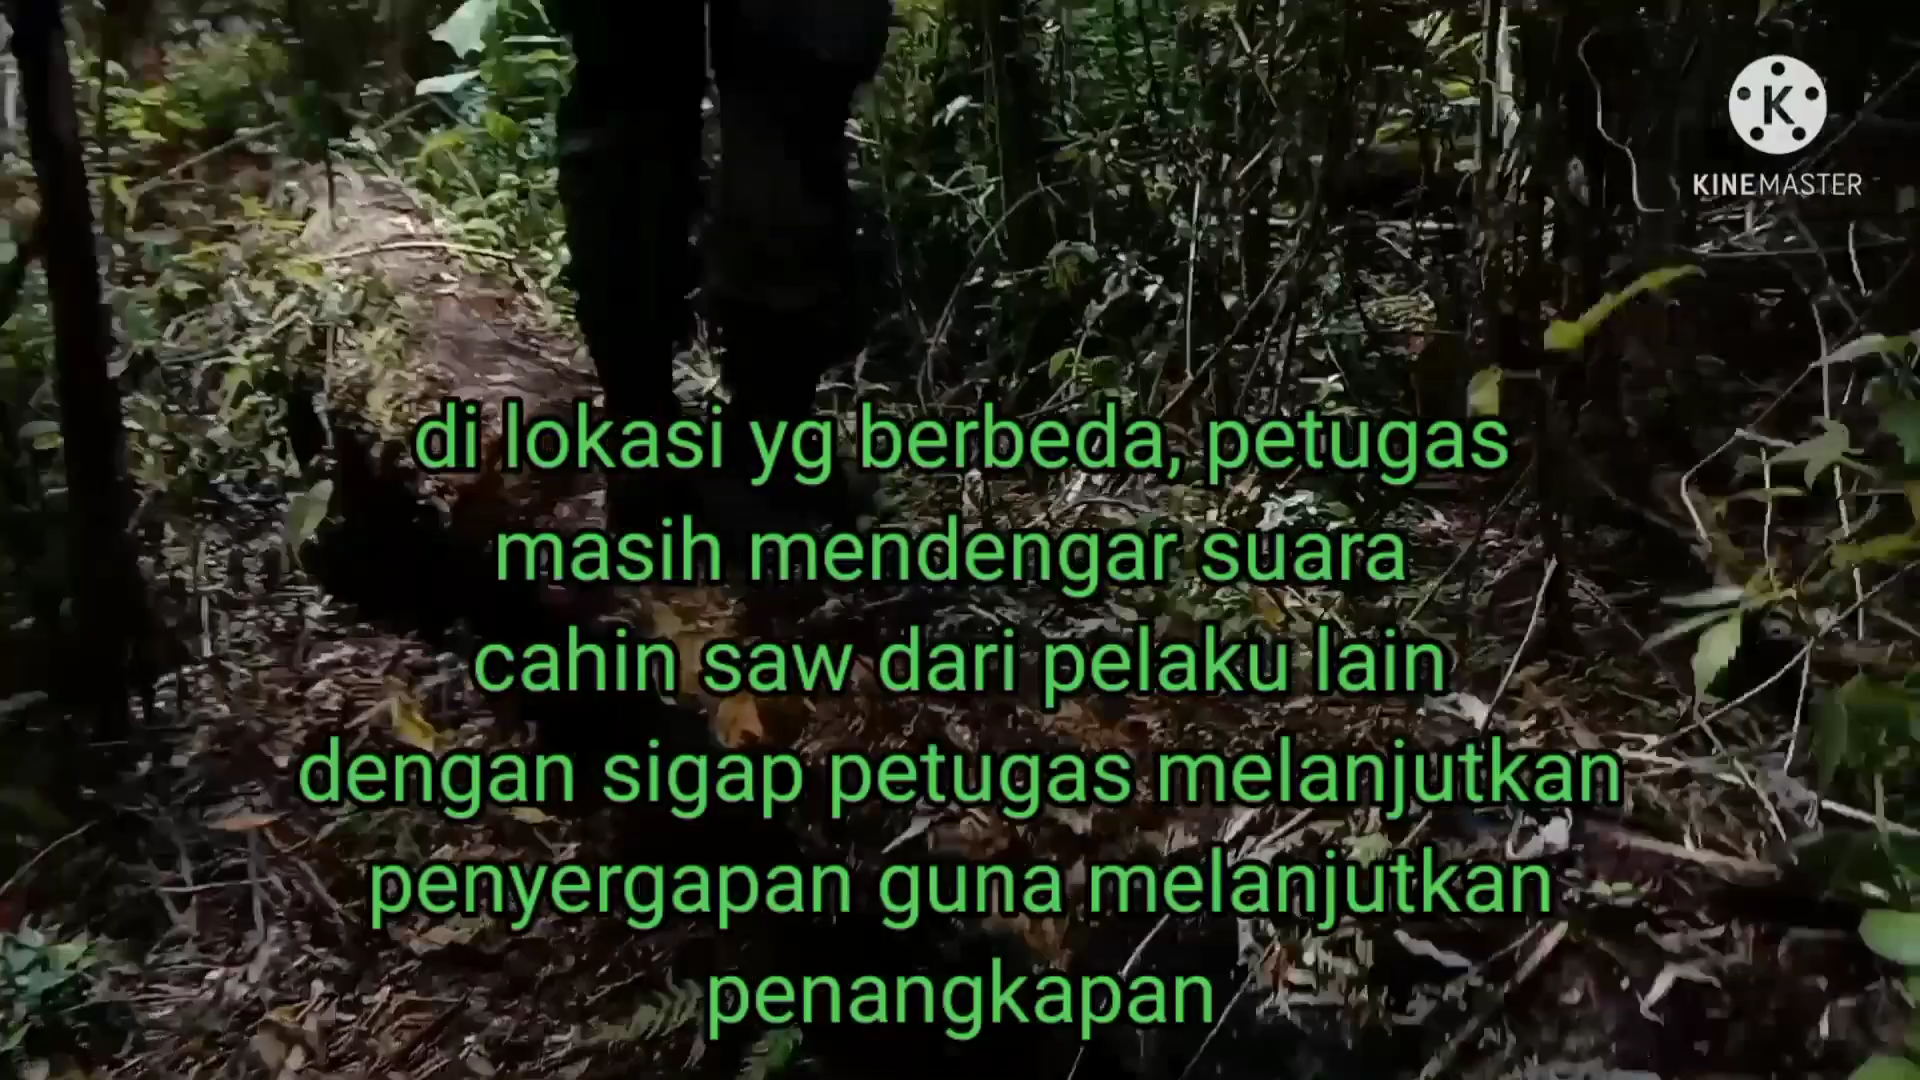 K
KINEMASTER
di lokasi yg berbeda, petugas
masih mendengar suara
cahin saw dari pelaku lain
dengan sigap petugas melanjutkan
penyergapan guna melanjutkan
penangkapan